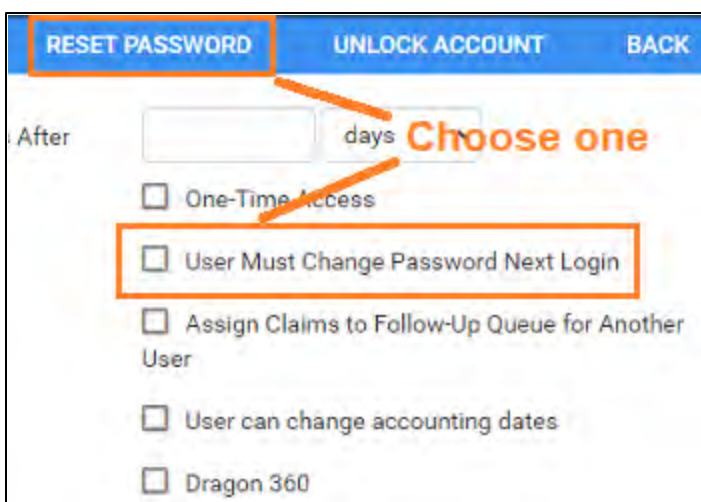 RESET PASSWORD UNLOCK ACCOUNT BACK
After days Choose one
One-Time Access
User Must Change Password Next Login
Assign Claims to Follow-Up Queue for Another
User
User can change accounting dates
Dragon 360